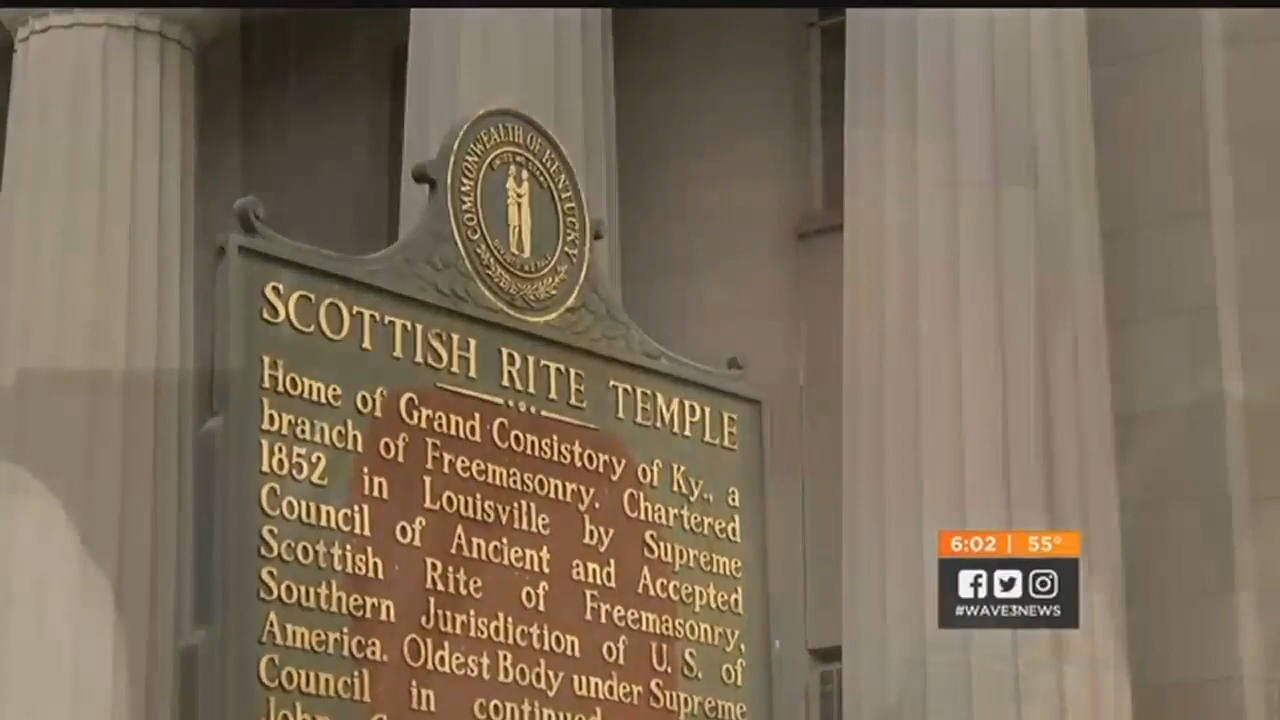 COMMONWEALTH OF KENTUCKY
SCOTTISH RITE TEMPLE
Home of Grand Consistory of Ky., a
branch of Freemasonry. Chartered
1852 in Louisville by Supreme
Council of Ancient and Accepted
Scottish Rite of Freemasonry,
Southern Jurisdiction of U. S. of
America. Oldest Body under Supreme
Council in continued
6:02 | 55°
#WAVE3NEWS